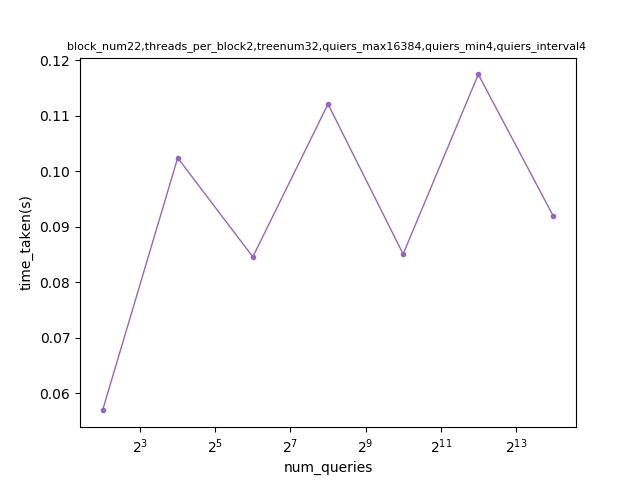 block_num22,threads_per_block2,treenum32,quiers_max16384,quiers_min4,quiers_interval4
0.12
0.11
0.10
0.09
0.08
0.07
0.06
time_taken(s)
2^3 2^5 2^7 2^9 2^11 2^13
num_queries